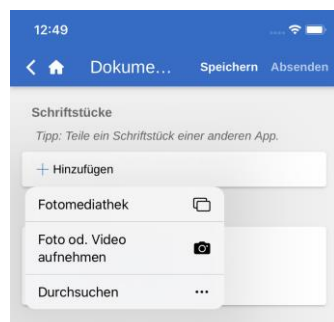 12:49
Dokume... Speichern Absenden
Schriftstücke
Tipp: Teile ein Schriftstück einer anderen App.
+ Hinzufügen
Fotomediathek
Foto od. Video
aufnehmen
Durchsuchen